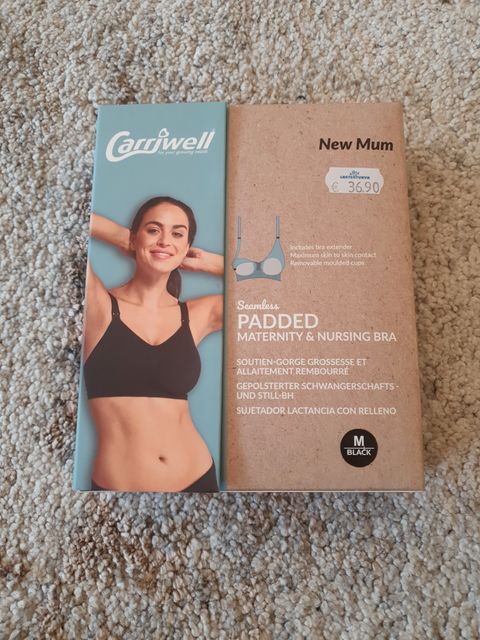 Carriwell
for your growing needs
New Mum
€ 36.90
Includes bra extender
Maximum skin to skin contact
Removable moulded cups
Seamless
PADDED
MATERNITY & NURSING BRA
SOUTIEN-GORGE GROSSESSE ET
ALLAITEMENT REMBOURRÉ
GEPOLSTERTER SCHWANGERSCHAFTS -
UND STILL-BH
SUJETADOR LACTANCIA CON RELLENO
M
BLACK